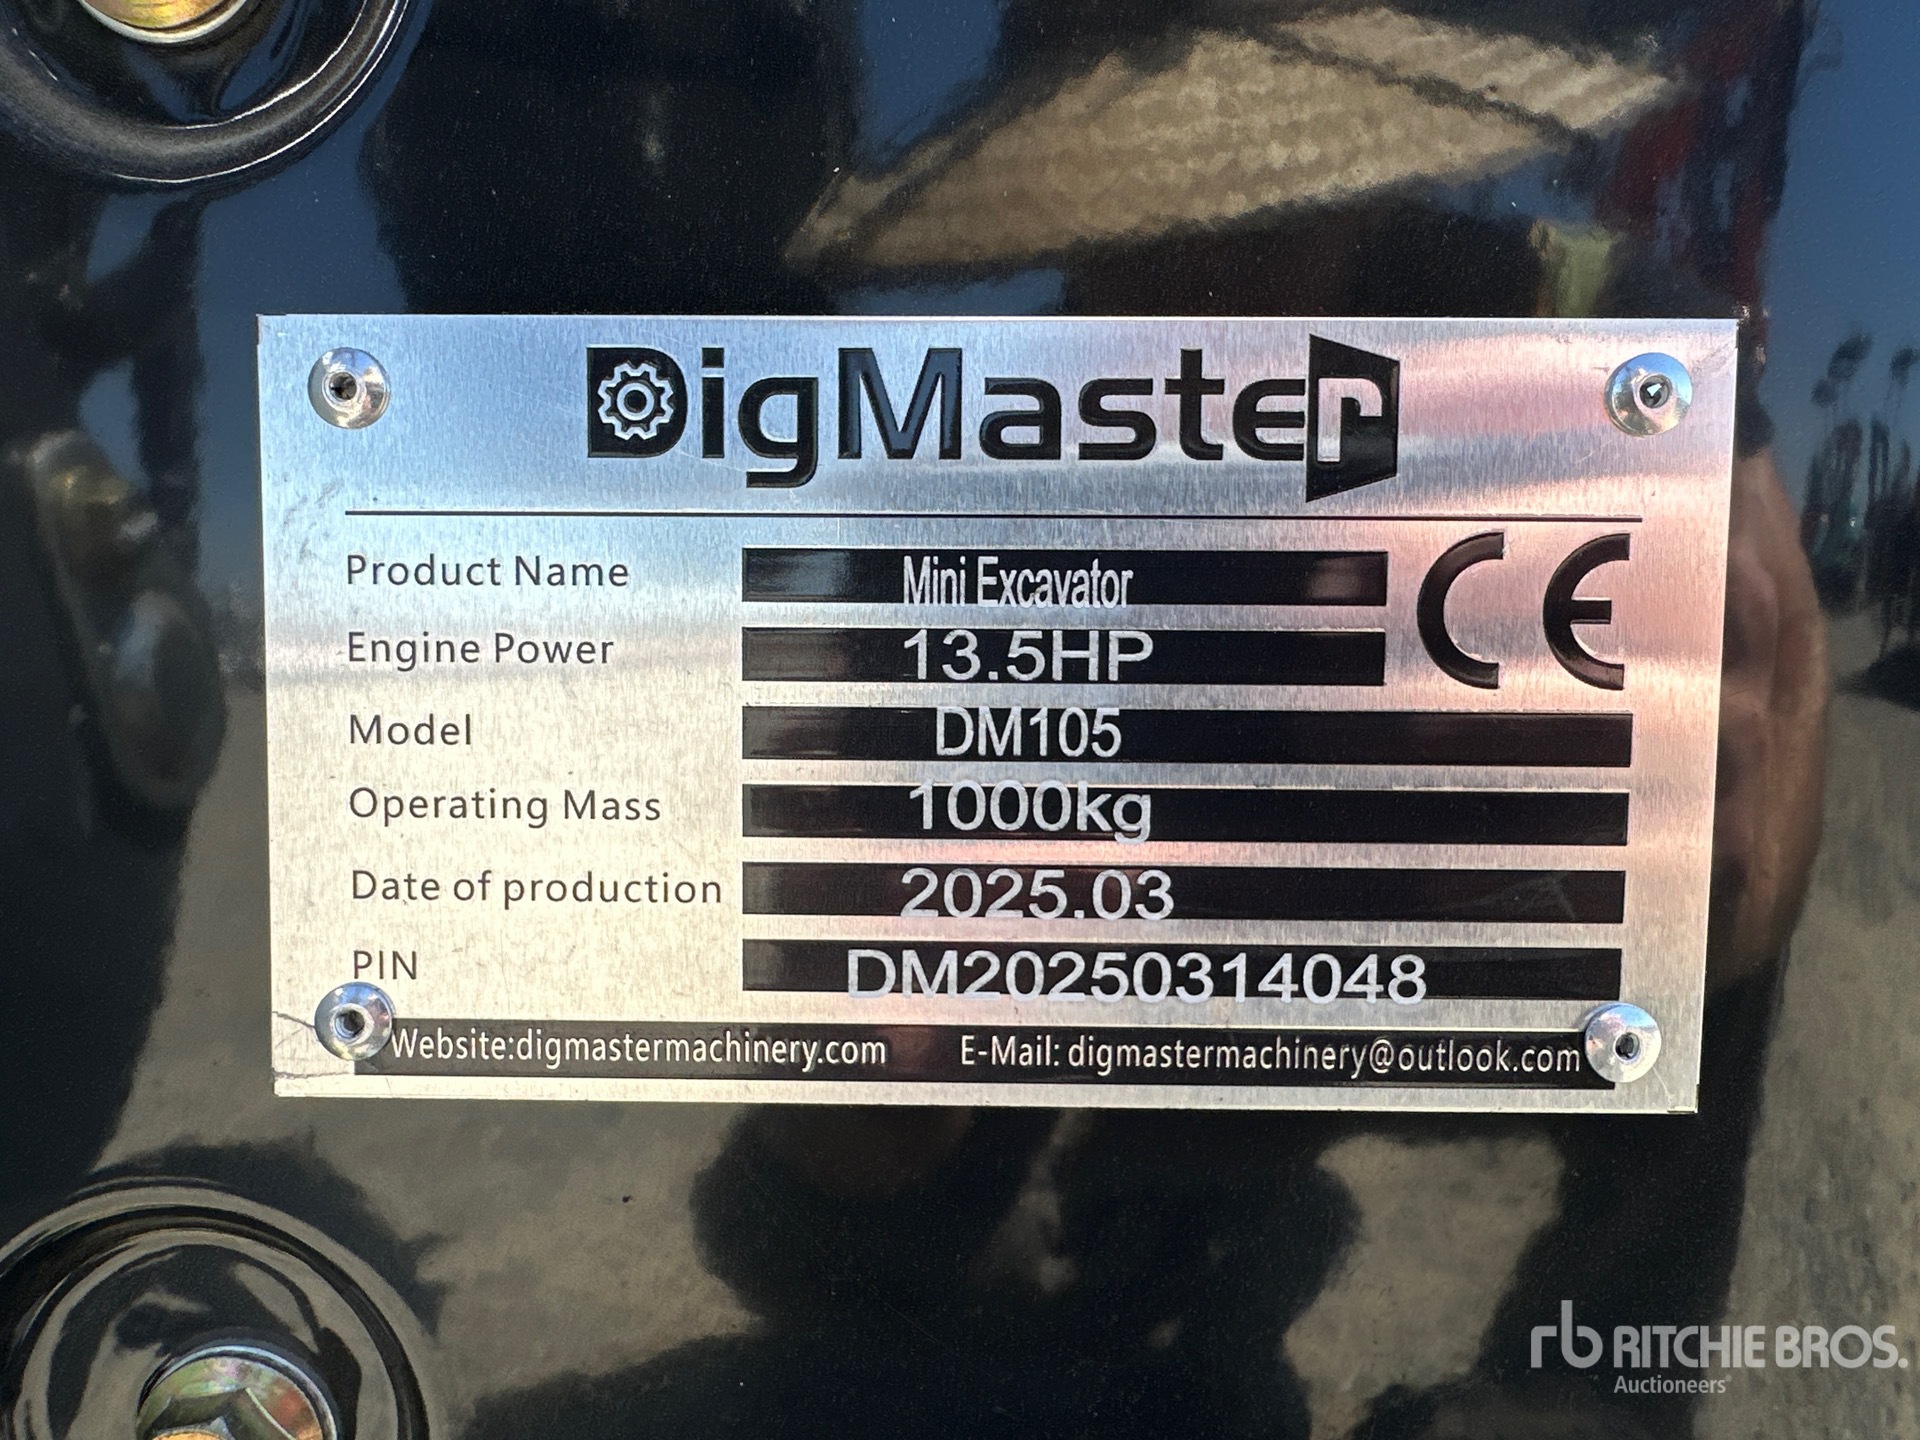 DigMaster
Product Name Mini Excavator
Engine Power 13.5HP
CE
Model DM105
Operating Mass 1000kg
Date of production 2025.03
PIN DM20250314048
Website:digmastermachinery.com E-Mail: digmastermachinery@outlook.com
rb RITCHIE BROS.
Auctioneers